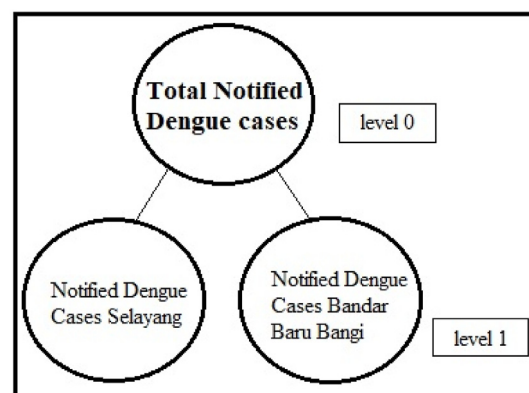 Total Notified
Dengue cases
level 0
Notified Dengue
Cases Selayang
Notified Dengue
Cases Bandar
Baru Bangi
level 1